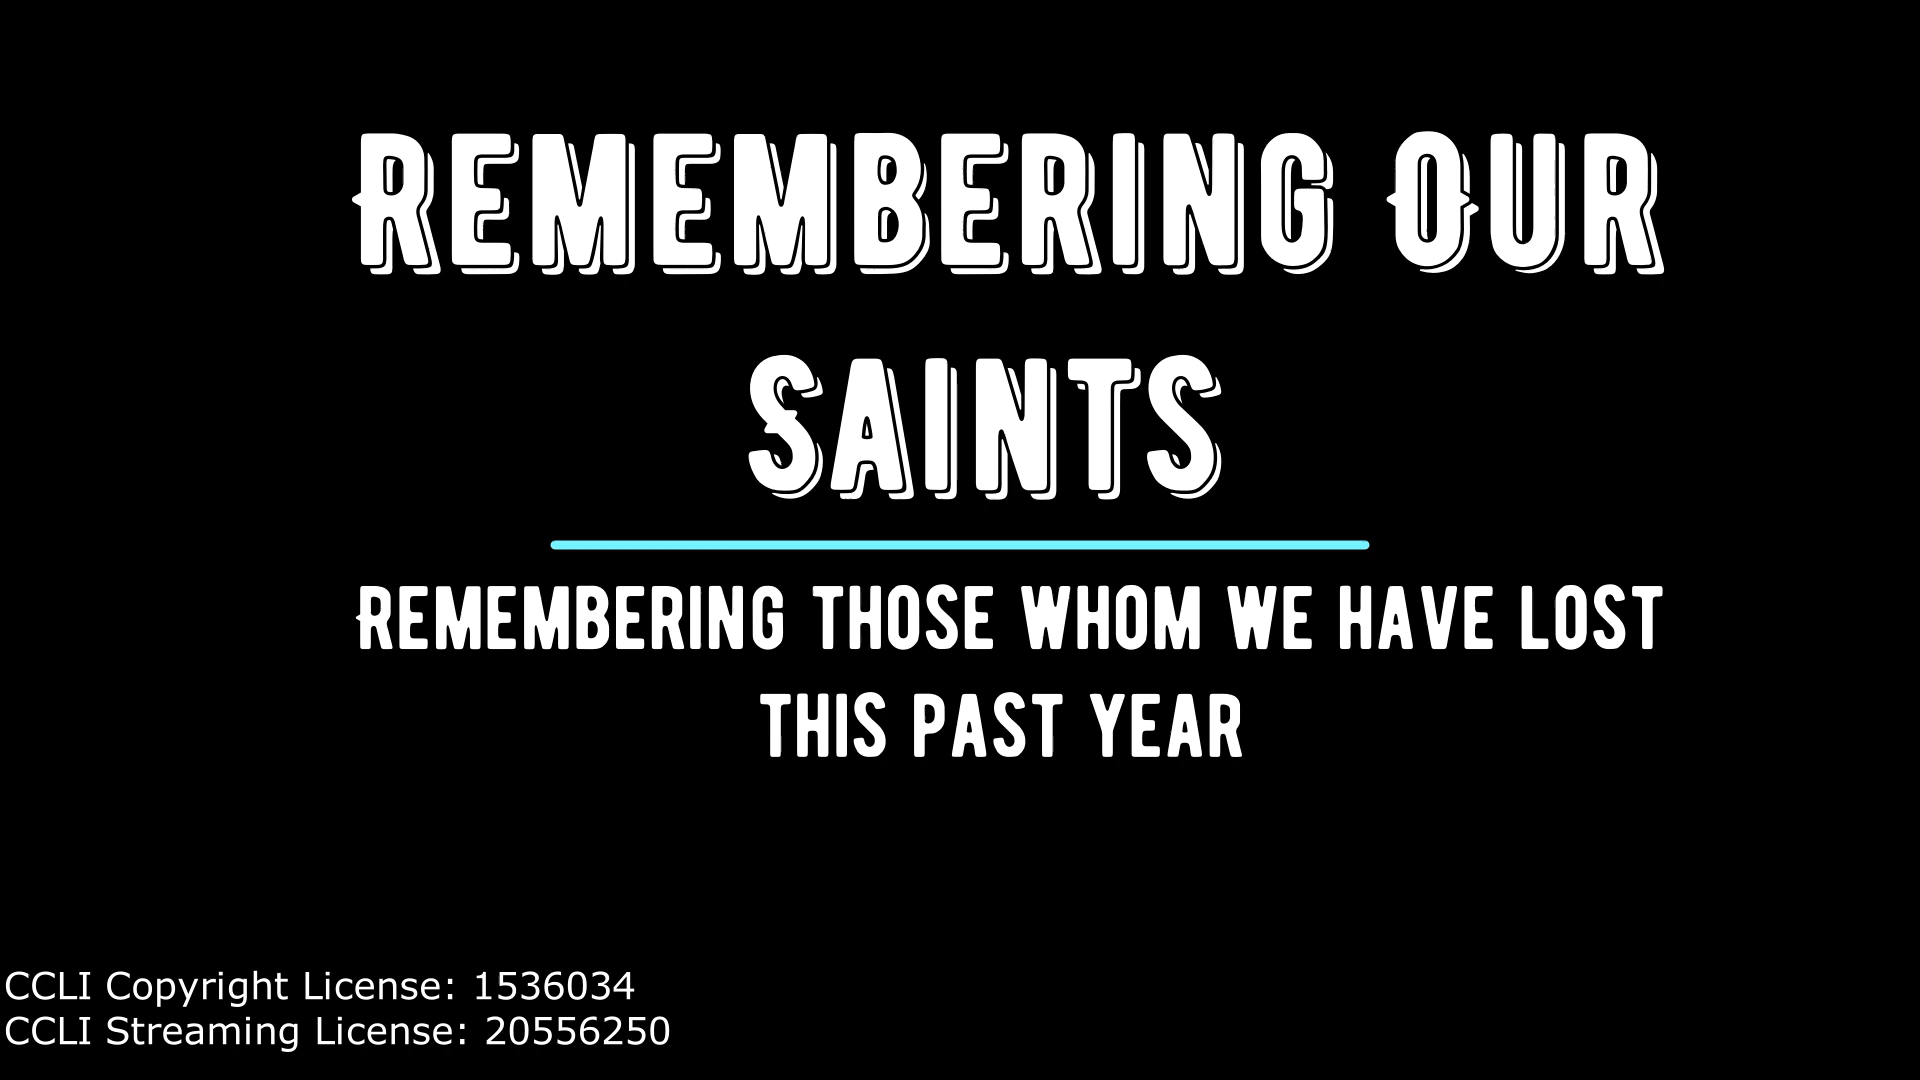 Remembering Our
Saints
Remembering those whom we have lost
this past year
CCLI Copyright License: 1536034
CCLI Streaming License: 20556250